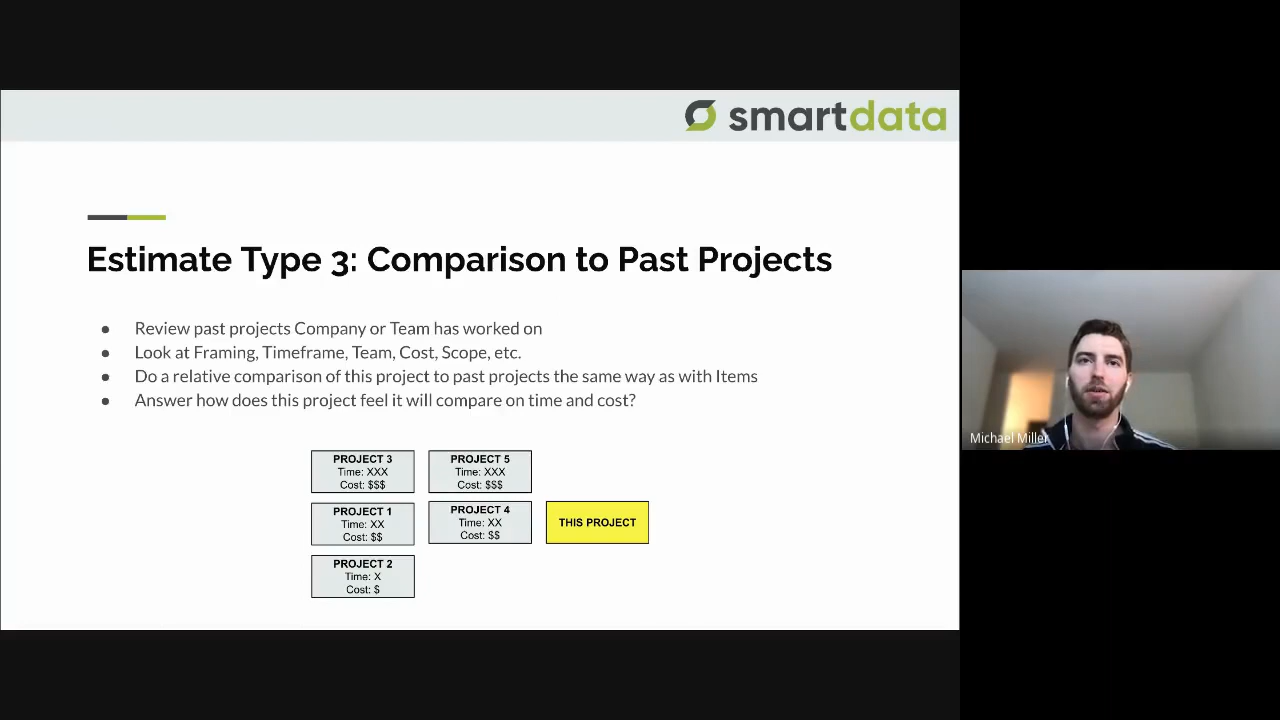 smartdata
Estimate Type 3: Comparison to Past Projects
● Review past projects Company or Team has worked on
● Look at Framing, Timeframe, Team, Cost, Scope, etc.
● Do a relative comparison of this project to past projects the same way as with Items
● Answer how does this project feel it will compare on time and cost?
PROJECT 3
Time: XXX
Cost: $$$
PROJECT 5
Time: XXX
Cost: $$$
PROJECT 1
Time: XX
Cost: $$
PROJECT 4
Time: XX
Cost: $$
THIS PROJECT
PROJECT 2
Time: X
Cost: $
Michael Miller